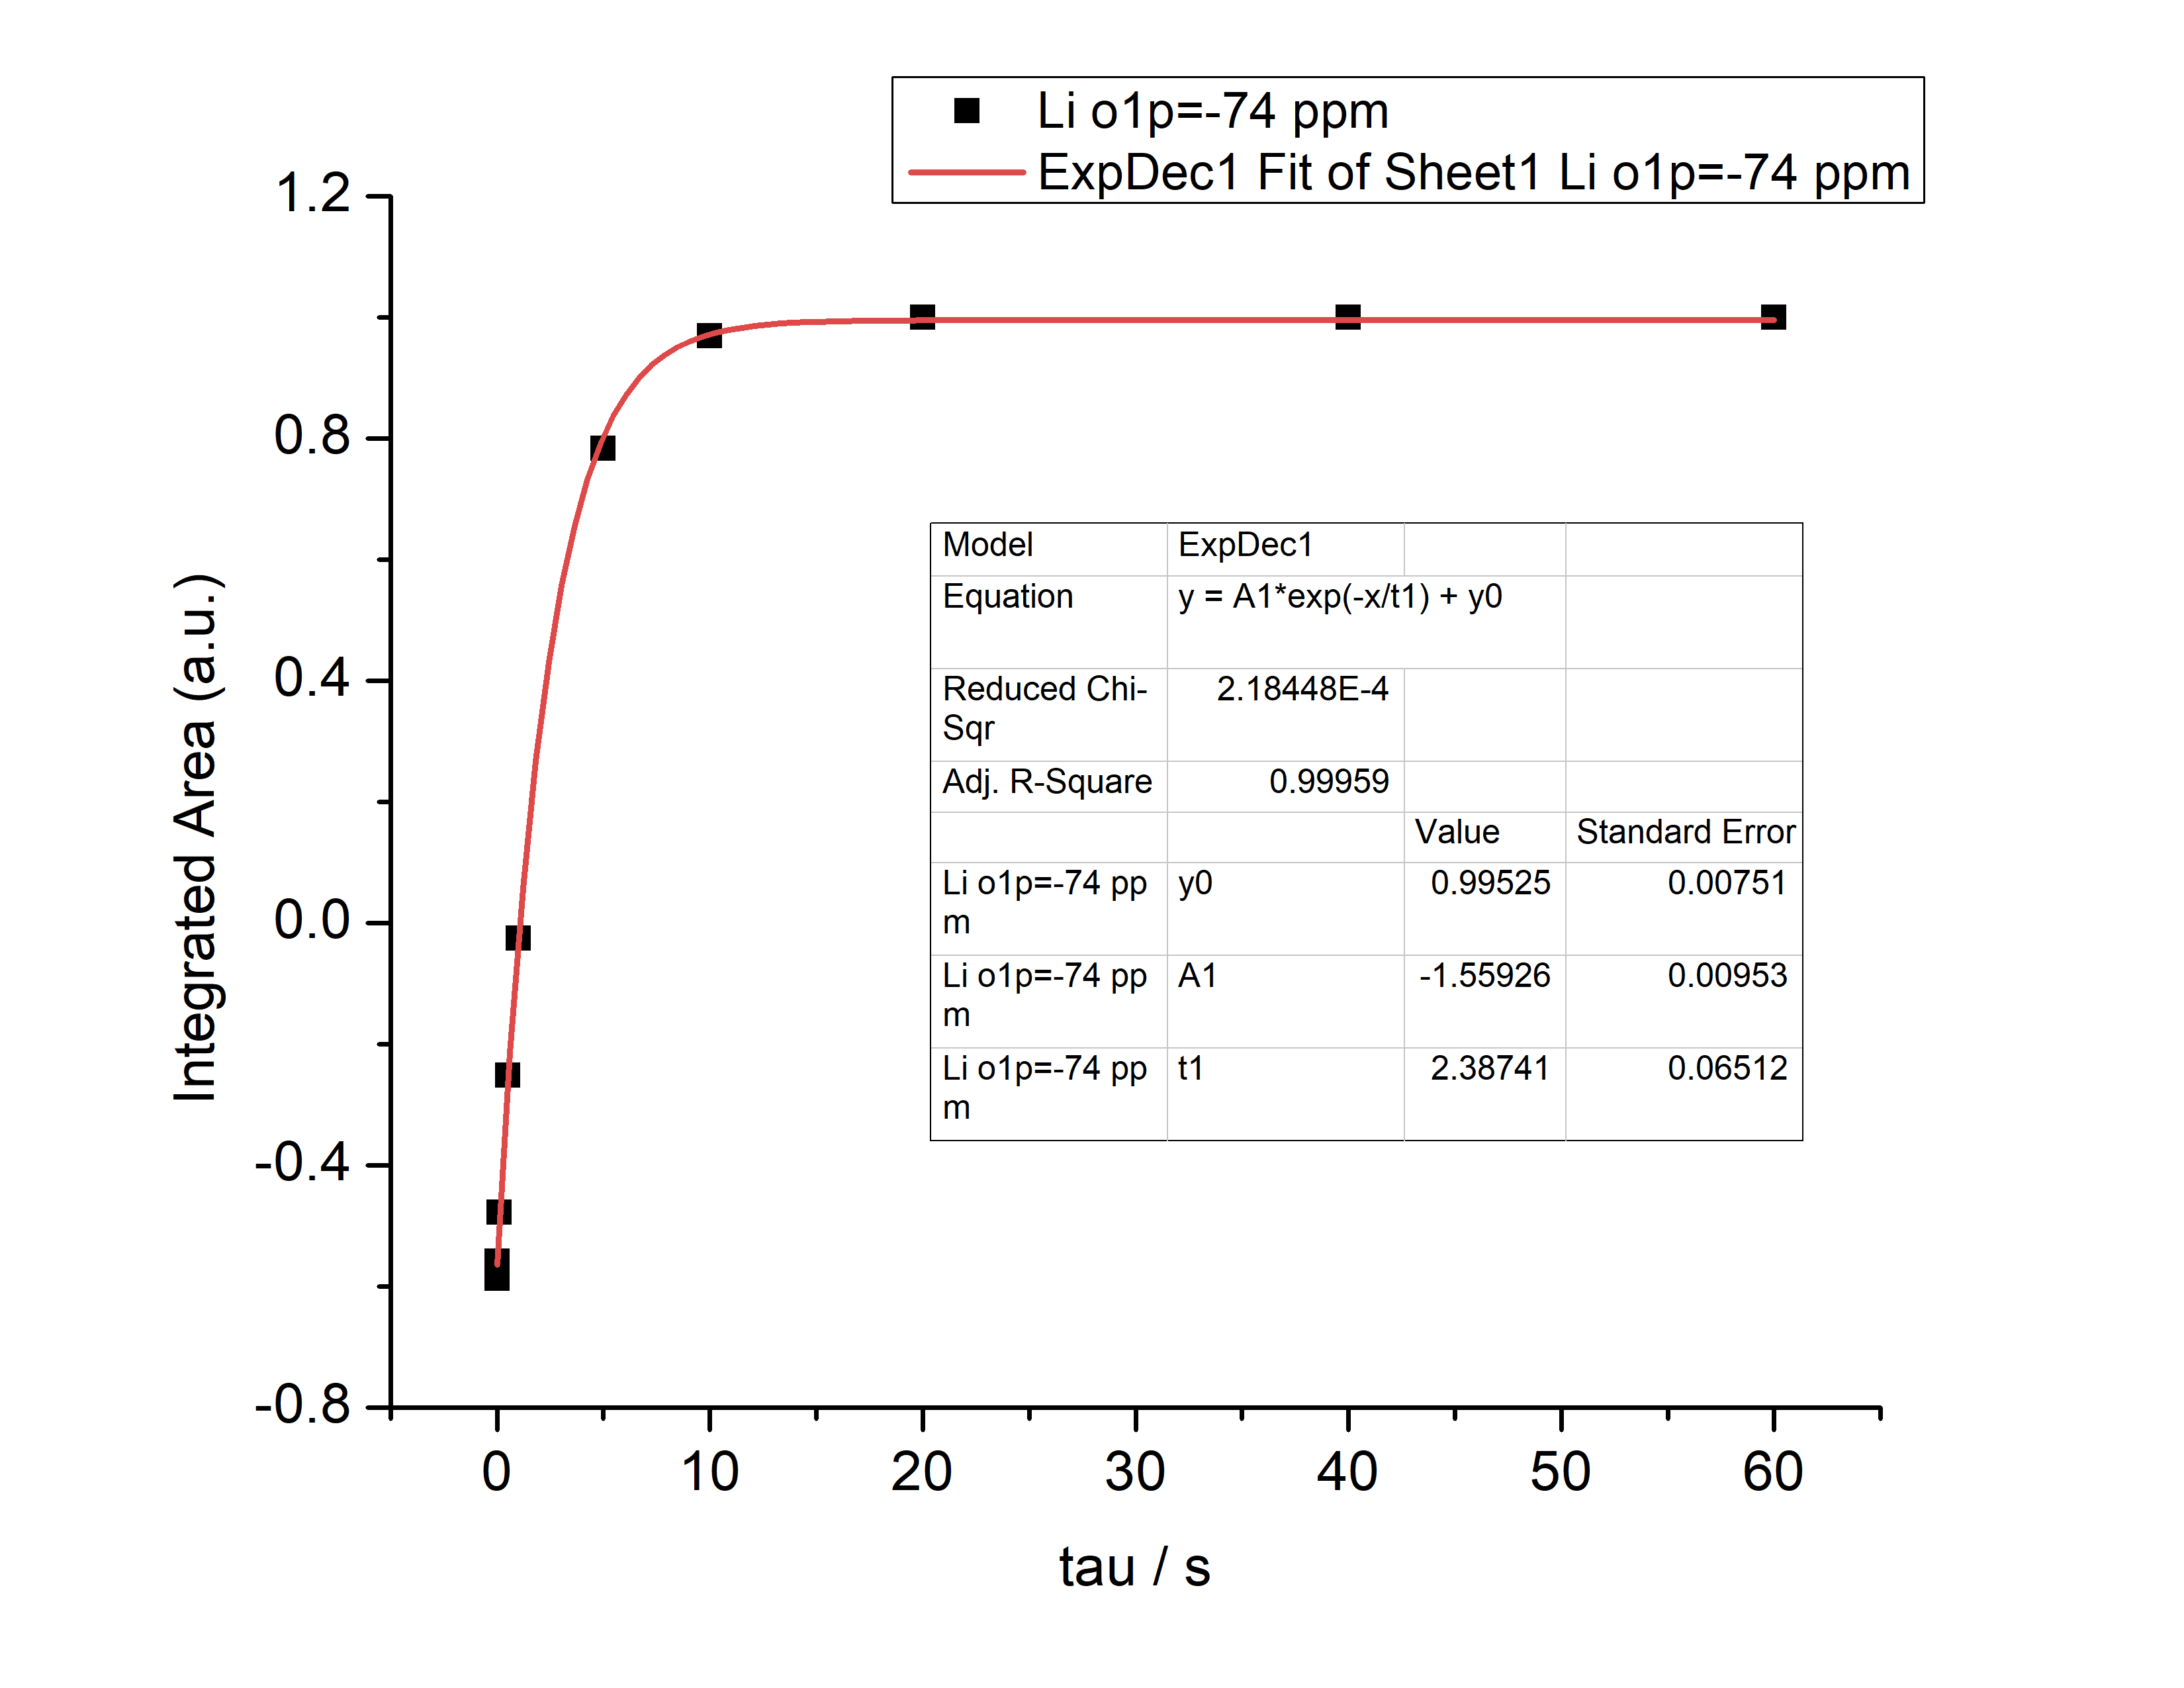 Li o1p=-74 ppm
ExpDec1 Fit of Sheet1 Li o1p=-74 ppm
1.2
0.8
0.4
0.0
-0.4
-0.8
Integrated Area (a.u.)
Model ExpDec1
Equation y = A1*exp(-x/t1) + y0
Reduced Chi-
Sqr 2.18448E-4
Adj. R-Square 0.99959
Value Standard Error
Li o1p=-74 pp
m y0 0.99525 0.00751
Li o1p=-74 pp
m A1 -1.55926 0.00953
Li o1p=-74 pp
m t1 2.38741 0.06512
0 10 20 30 40 50 60
tau / s